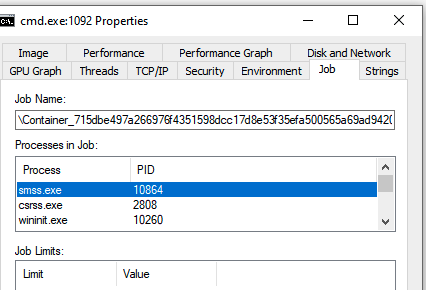 cmd.exe:1092 Properties
Image Performance Performance Graph Disk and Network
GPU Graph Threads TCP/IP Security Environment Job Strings
Job Name:
\Container_715dbe497a266976f4351598dcc17d8e53f35efa500565a69ad9420
Processes in Job:
Process PID
smss.exe 10864
csrss.exe 2808
wininit.exe 10260
Job Limits:
Limit Value